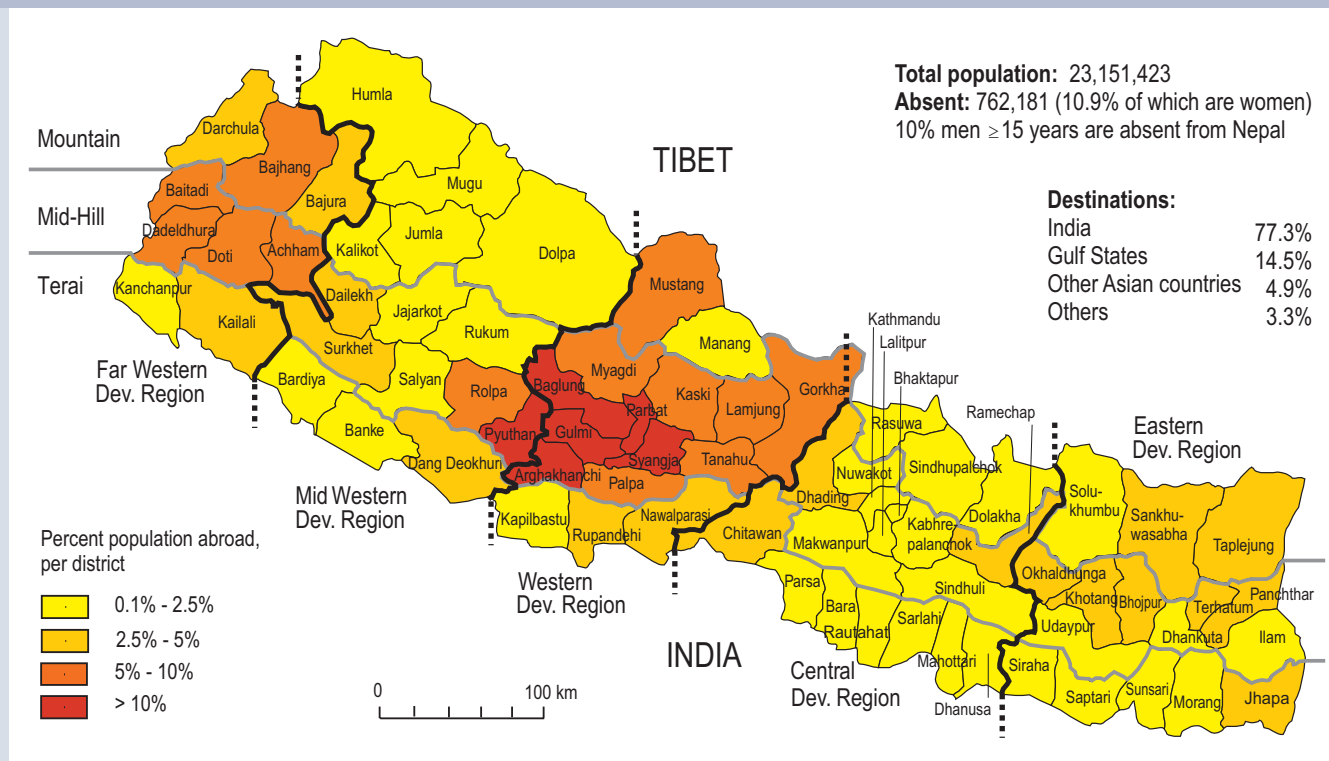 Total population: 23,151,423
Absent: 762,181 (10.9% of which are women)
10% men ≥15 years are absent from Nepal
Destinations:
India 77.3%
Gulf States 14.5%
Other Asian countries 4.9%
Others 3.3%
Mountain
Mid-Hill
Terai
TIBET
INDIA
Humla
Darchula
Bajhang
Mugu
Baitadi
Bajura
Jumla
Dadeldhura
Doti
Achham
Kalikot
Dolpa
Kanchanpur
Kailali
Dailekh
Jajarkot
Rukum
Mustang
Manang
Surkhet
Bardiya
Salyan
Rolpa
Baglung
Myagdi
Kaski
Lamjung
Gorkha
Parbat
Banke
Pyuthan
Gulmi
Syangja
Tanahu
Dang Deokhuri
Arghakhanchi
Palpa
Kapilbastu
Rupandehi
Nawalparasi
Chitawan
Kathmandu
Lalitpur
Bhaktapur
Ramechap
Rasuwa
Nuwakot
Sindhupalchok
Dhading
Dolakha
Makwanpur
Kabhre-
palanchok
Parsa
Bara
Rautahat
Sarlahi
Sindhuli
Mahottari
Dhanusa
Solu-
khumbu
Sankhu-
wasabha
Taplejung
Okhaldhunga
Khotang
Bhojpur
Terhatum
Panchthar
Udaypur
Dhankuta
Ilam
Siraha
Saptari
Sunsari
Morang
Jhapa
Far Western
Dev. Region
Mid Western
Dev. Region
Western
Dev. Region
Central
Dev. Region
Eastern
Dev. Region
Percent population abroad,
per district
0.1% - 2.5%
2.5% - 5%
5% - 10%
> 10%
0 100 km